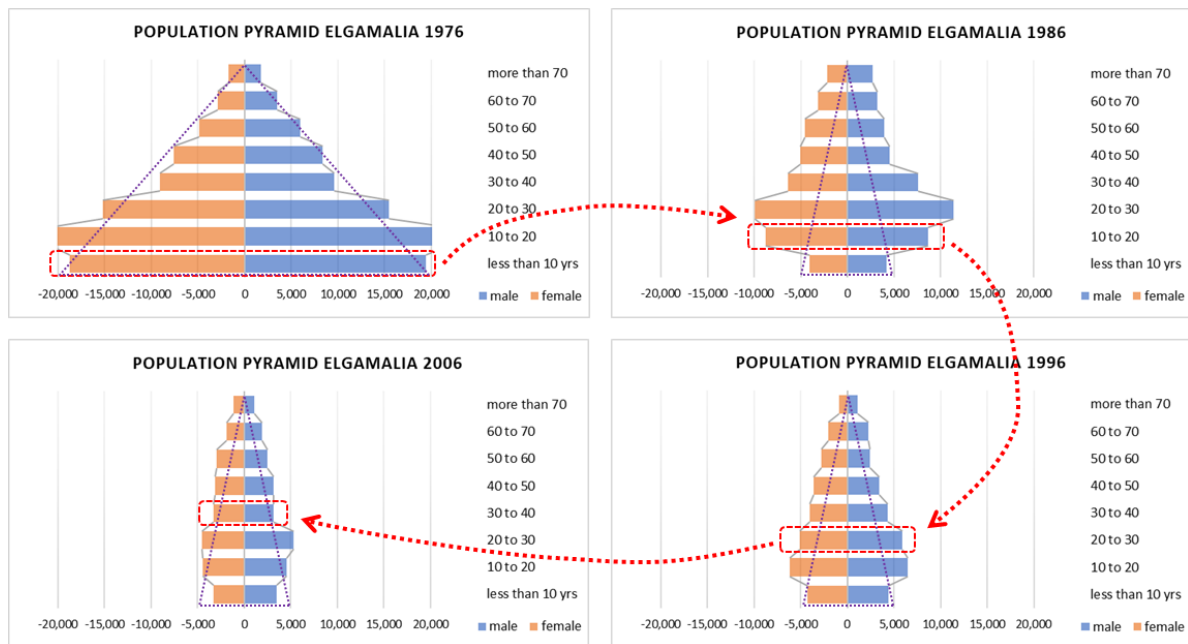 POPULATION PYRAMID ELGAMALIA 1976
more than 70
60 to 70
50 to 60
40 to 50
30 to 40
20 to 30
10 to 20
less than 10 yrs
-20,000 -15,000 -10,000 -5,000 0 5,000 10,000 15,000 20,000
male female
POPULATION PYRAMID ELGAMALIA 1986
more than 70
60 to 70
50 to 60
40 to 50
30 to 40
20 to 30
10 to 20
less than 10 yrs
-20,000 -15,000 -10,000 -5,000 0 5,000 10,000 15,000 20,000
male female
POPULATION PYRAMID ELGAMALIA 2006
more than 70
60 to 70
50 to 60
40 to 50
30 to 40
20 to 30
10 to 20
less than 10 yrs
-20,000 -15,000 -10,000 -5,000 0 5,000 10,000 15,000 20,000
male female
POPULATION PYRAMID ELGAMALIA 1996
more than 70
60 to 70
50 to 60
40 to 50
30 to 40
20 to 30
10 to 20
less than 10 yrs
-20,000 -15,000 -10,000 -5,000 0 5,000 10,000 15,000 20,000
male female